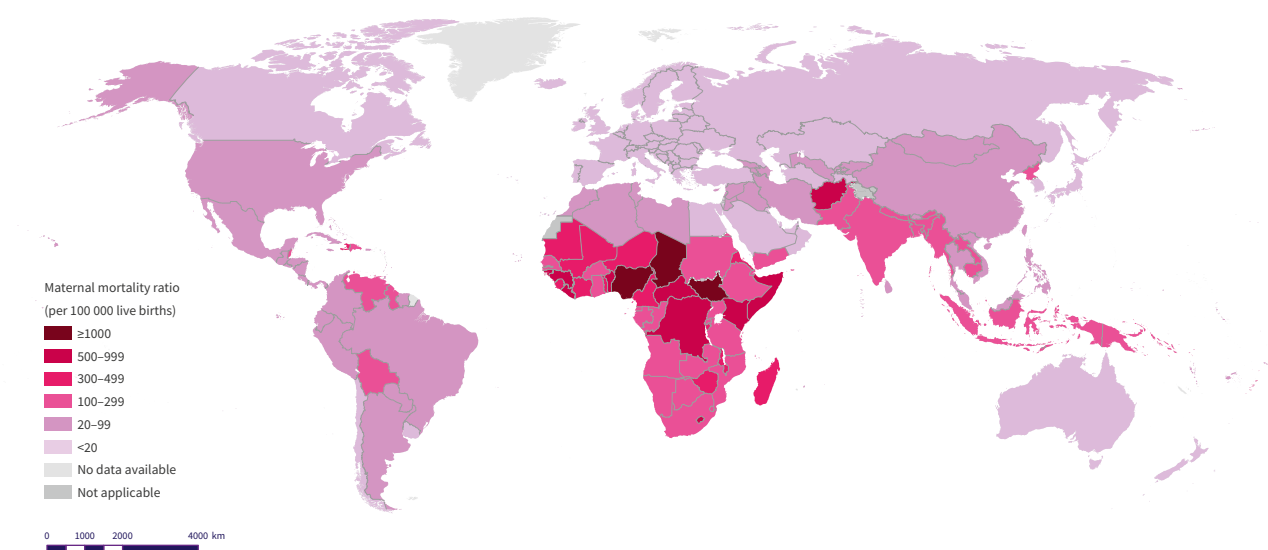 Maternal mortality ratio
(per 100 000 live births)
≥1000
500–999
300–499
100–299
20–99
<20
No data available
Not applicable
0 1000 2000 4000 km